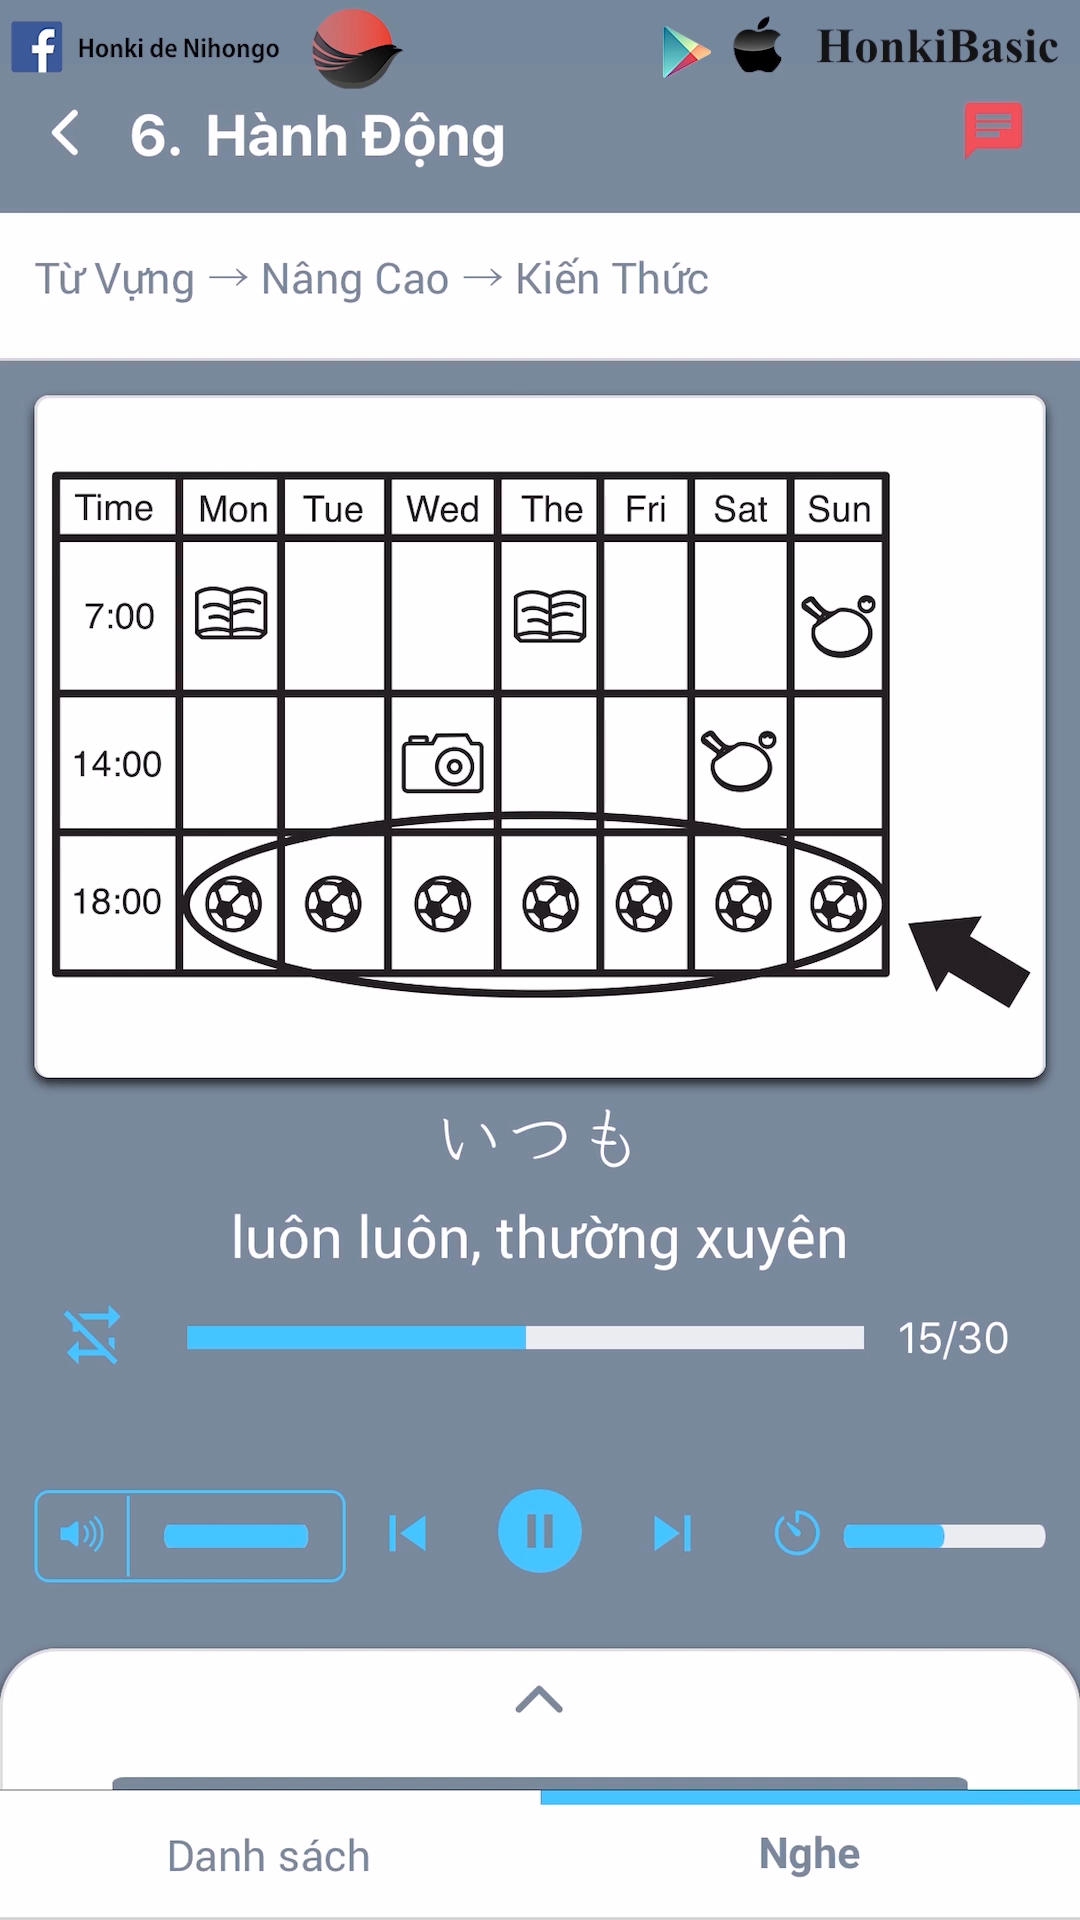 Honki de Nihongo
HonkiBasic
6. Hành Động
Từ Vựng → Nâng Cao → Kiến Thức
Time Mon Tue Wed The Fri Sat Sun
7:00
14:00
18:00
いつも
luôn luôn, thường xuyên
15/30
Danh sách
Nghe